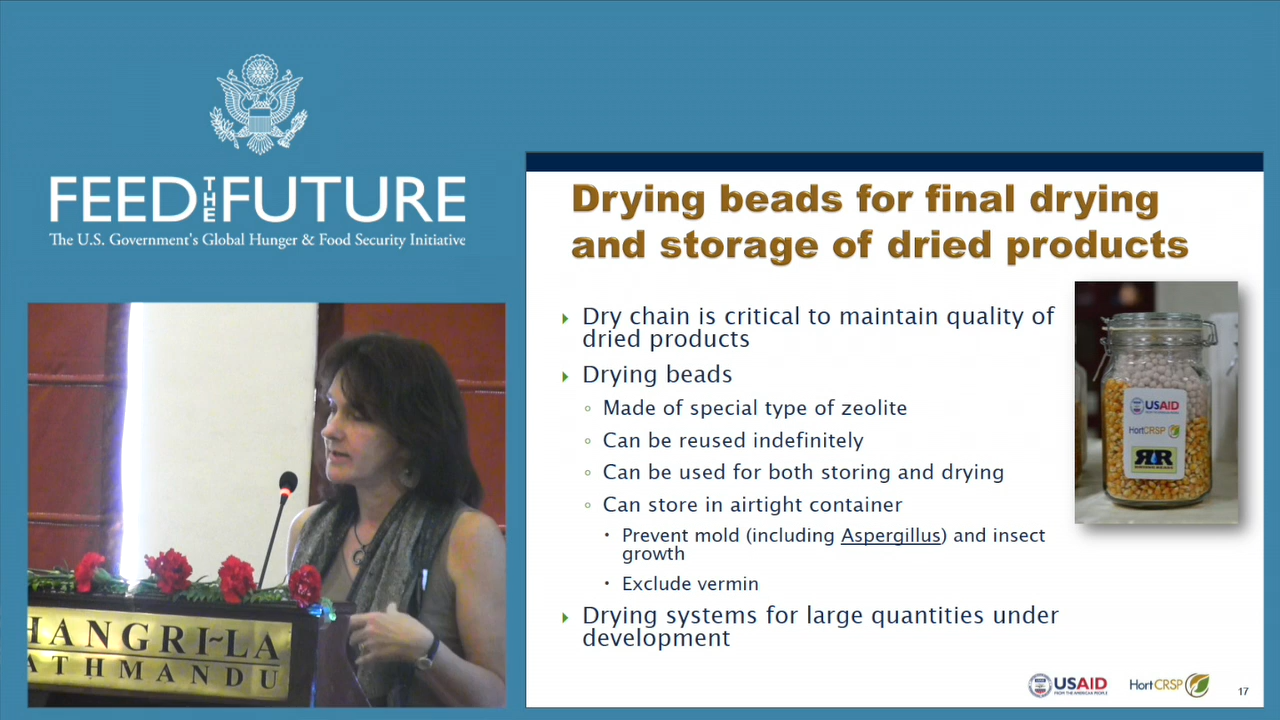 FEED THE FUTURE
The U.S. Government's Global Hunger & Food Security Initiative
HANGRI~LA
ATHMANDU
Drying beads for final drying
and storage of dried products
Dry chain is critical to maintain quality of
dried products
Drying beads
Made of special type of zeolite
Can be reused indefinitely
Can be used for both storing and drying
Can store in airtight container
Prevent mold (including Aspergillus) and insect
growth
Exclude vermin
Drying systems for large quantities under
development
USAID
HortCRSP
USAID
FROM THE AMERICAN PEOPLE
HortCRSP
17